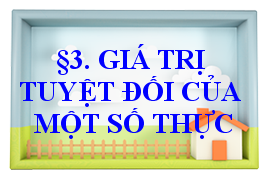 §3. GIÁ TRỊ
TUYỆT ĐỐI CỦA
MỘT SỐ THỰC